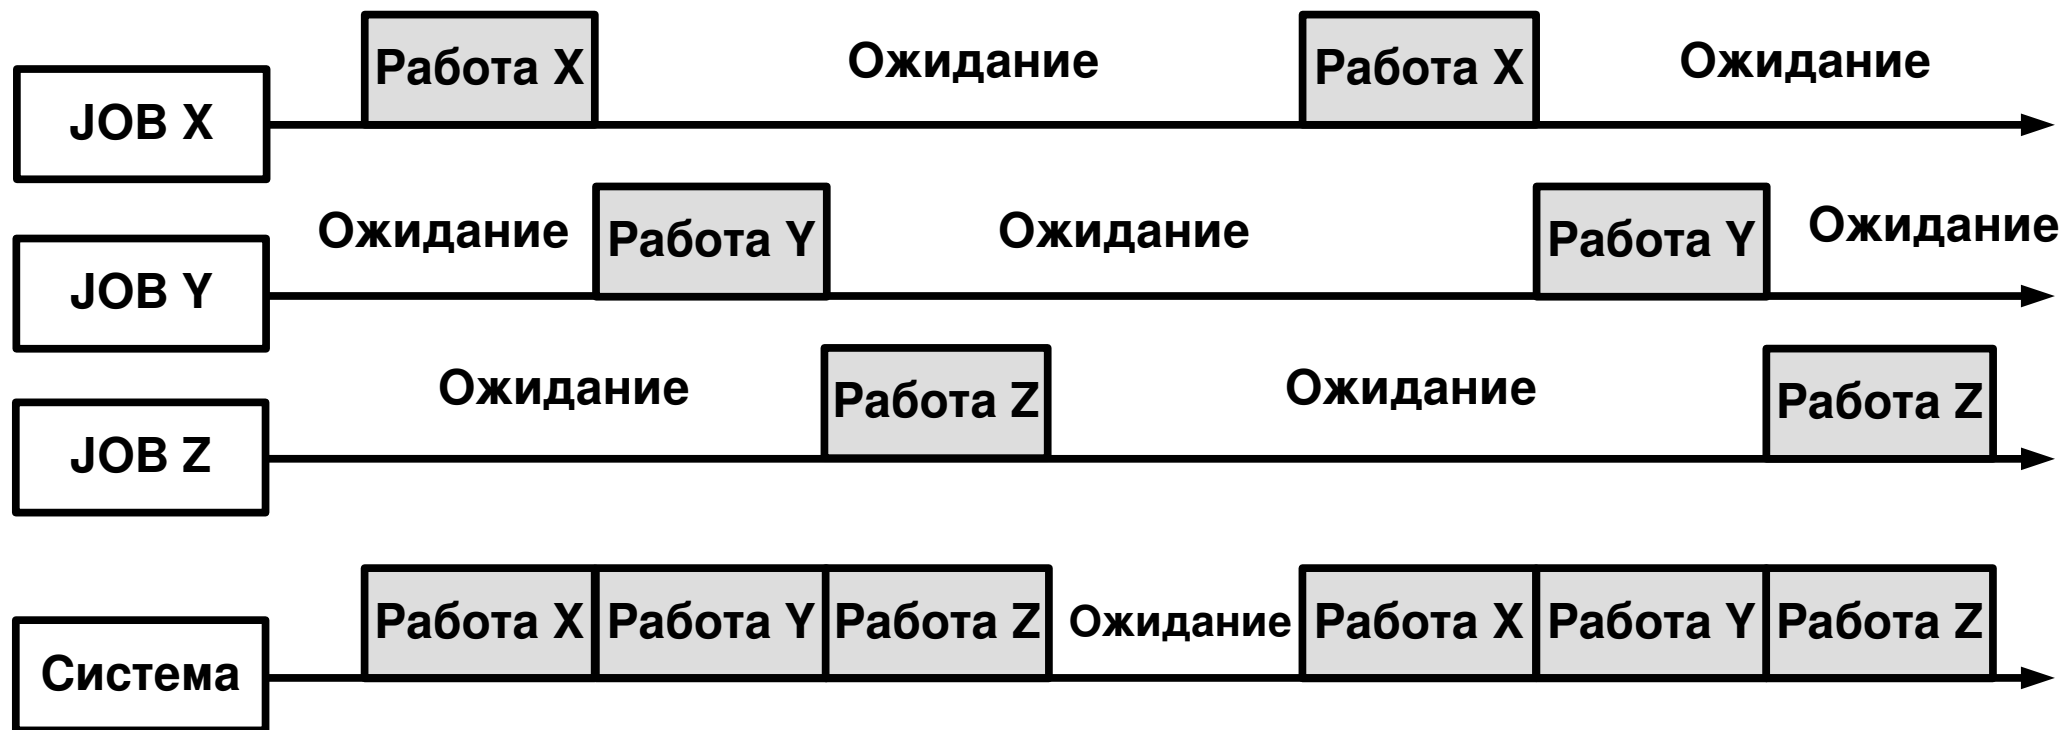 JOB X
Работа X
Ожидание
Работа X
Ожидание
JOB Y
Ожидание
Работа Y
Ожидание
Работа Y
Ожидание
JOB Z
Ожидание
Работа Z
Ожидание
Работа Z
Система
Работа X
Работа Y
Работа Z
Ожидание
Работа X
Работа Y
Работа Z